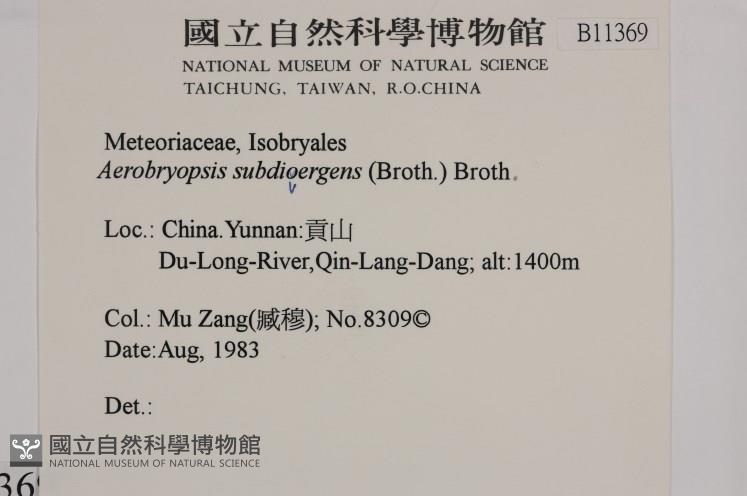 國立自然科學博物館 B11369
NATIONAL MUSEUM OF NATURAL SCIENCE
TAICHUNG, TAIWAN, R.O.CHINA
Meteoriaceae, Isobryales
Aerobryopsis subdioergens (Broth.) Broth.
v
Loc.: China.Yunnan:貢山
Du-Long-River,Qin-Lang-Dang; alt:1400m
Col.: Mu Zang(臧穆); No.8309©
Date:Aug, 1983
Det.:
國立自然科學博物館
NATIONAL MUSEUM OF NATURAL SCIENCE